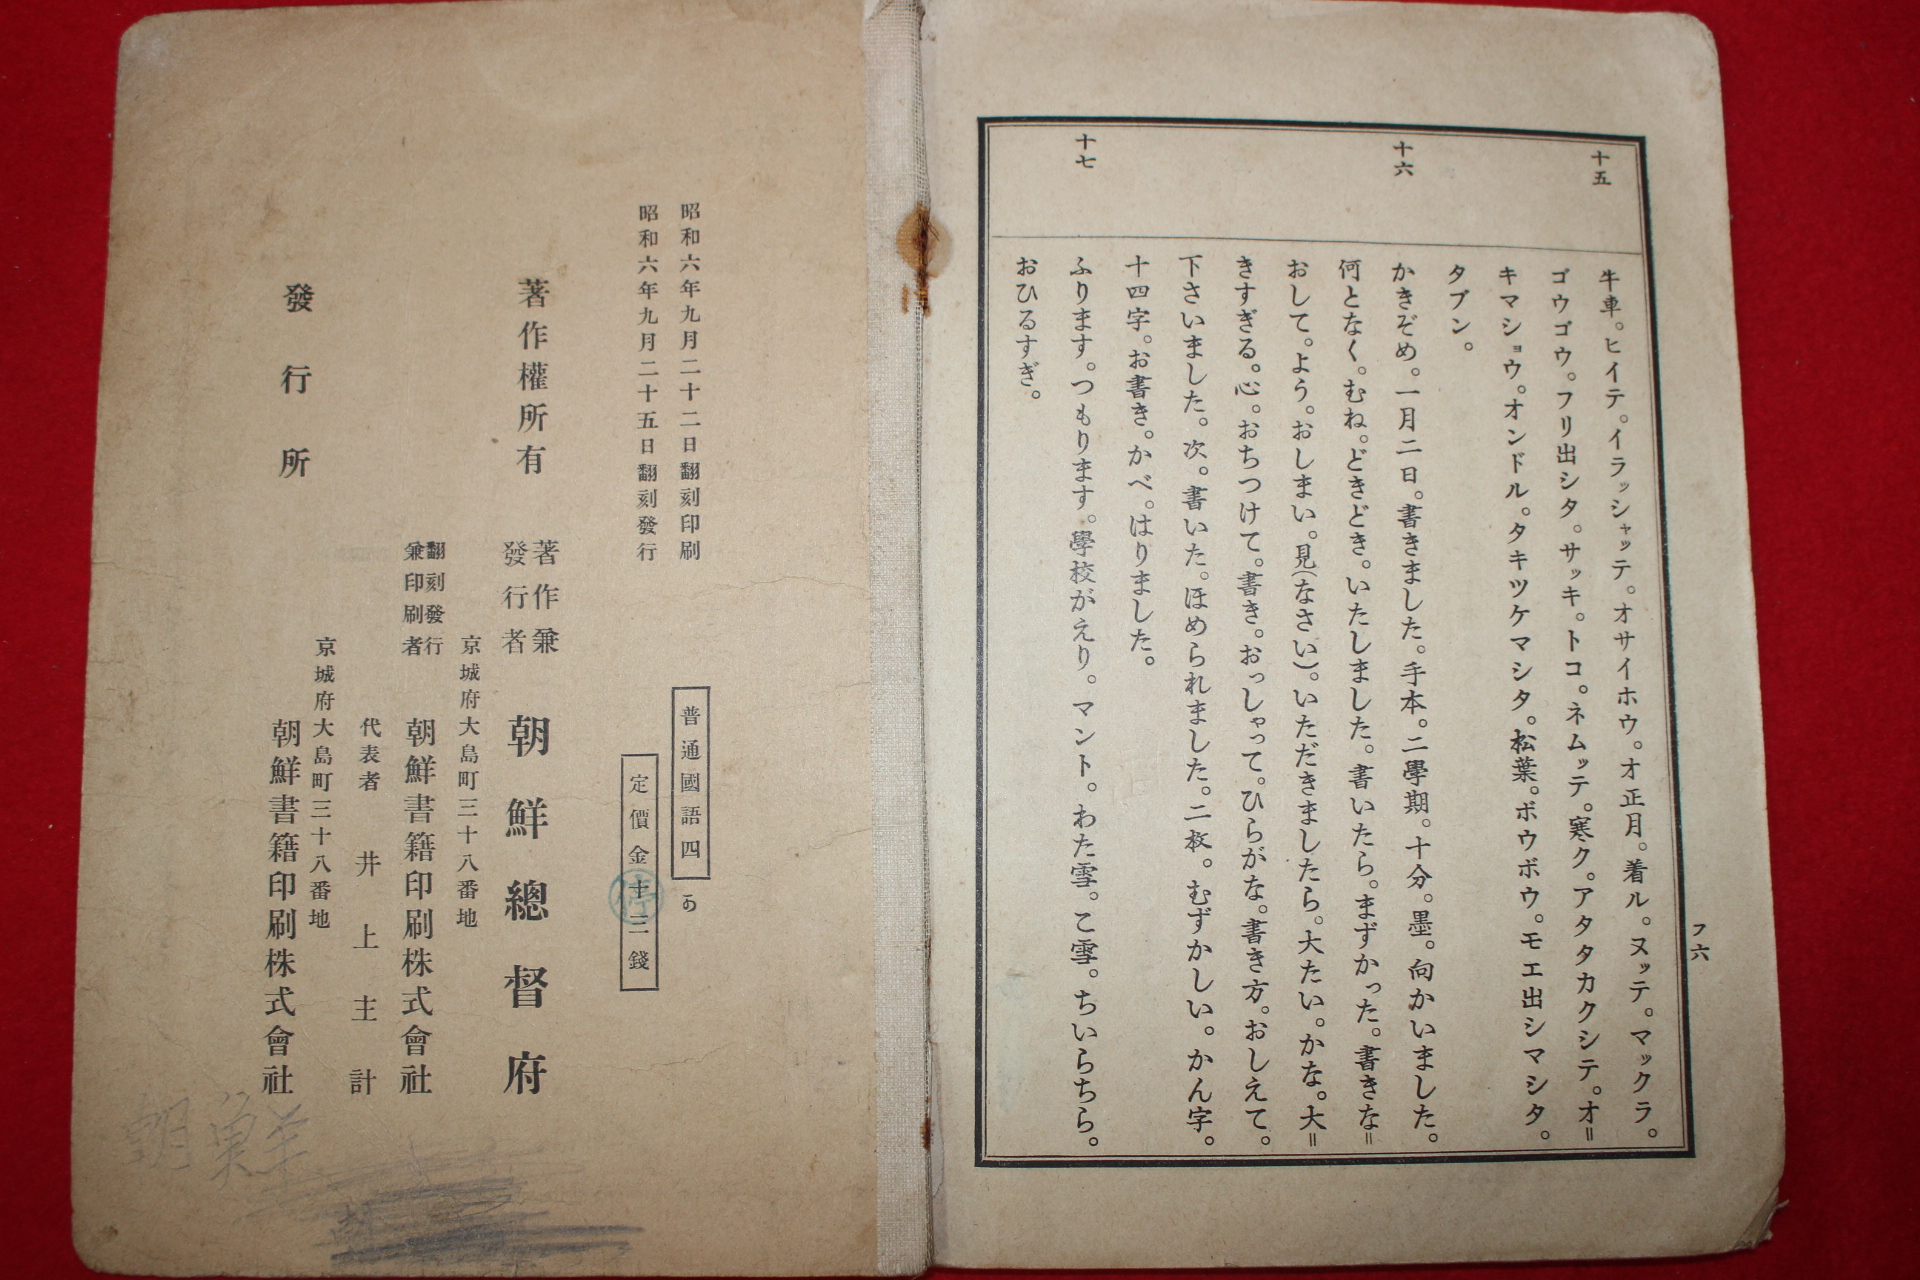 フ六
十五
牛車。ヒイテ。イラッシャッテ。オサイホウ。オ正月。着ル。ヌッテ。マックラ。
ゴウゴウ。フリ出シタ。サッキ。トコ。ネムッテ。寒ク。アタタカクシテ。オ＝
キマショウ。オンドル。タキツケマシタ。松葉。ボウボウ。モエ出シマシタ。
タブン。
十六
かきぞめ。一月二日。書きました。手本。二學期。十分。墨。向かいました。
何となく。むね。どきどき。いたしました。書いたら。まずかった。書きな＝
おして。よう。おしまい。見(なさい)。いただきましたら。大たい。かな。大＝
きすぎる。心。おちつけて。書き。おっしゃって。ひらがな。書き方。おしえて。
下さいました。次。書いた。ほめられました。二枚。むずかしい。かん字。
十四字。お書き。かべ。はりました。
十七
ふります。つもります。學校がえり。マント。わた雪。こ雪。ちいらちら。
おひるすぎ。
昭和六年九月二十二日翻刻印刷
昭和六年九月二十五日翻刻發行
普通國語四
の
定價金十三錢
停
著作權所有
著作兼
發行者
朝鮮總督府
京城府大島町三十八番地
翻刻發行
兼印刷者
朝鮮書籍印刷株式會社
代表者 井上主計
京城府大島町三十八番地
發行所
朝鮮書籍印刷株式會社
朝鮮